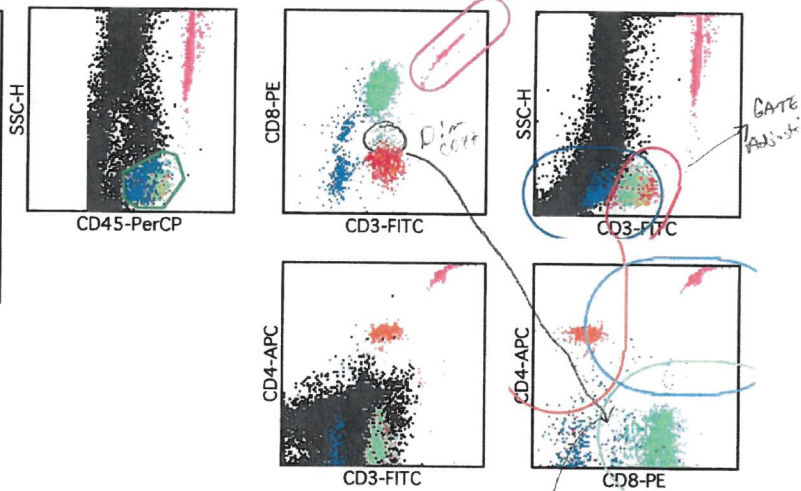 SSC-H
CD45-PerCP
CD8-PE
CD3-FITC
Dim
SSC-H
CD3-FITC
GATE
CD4-APC
CD3-FITC
CD4-APC
CD8-PE